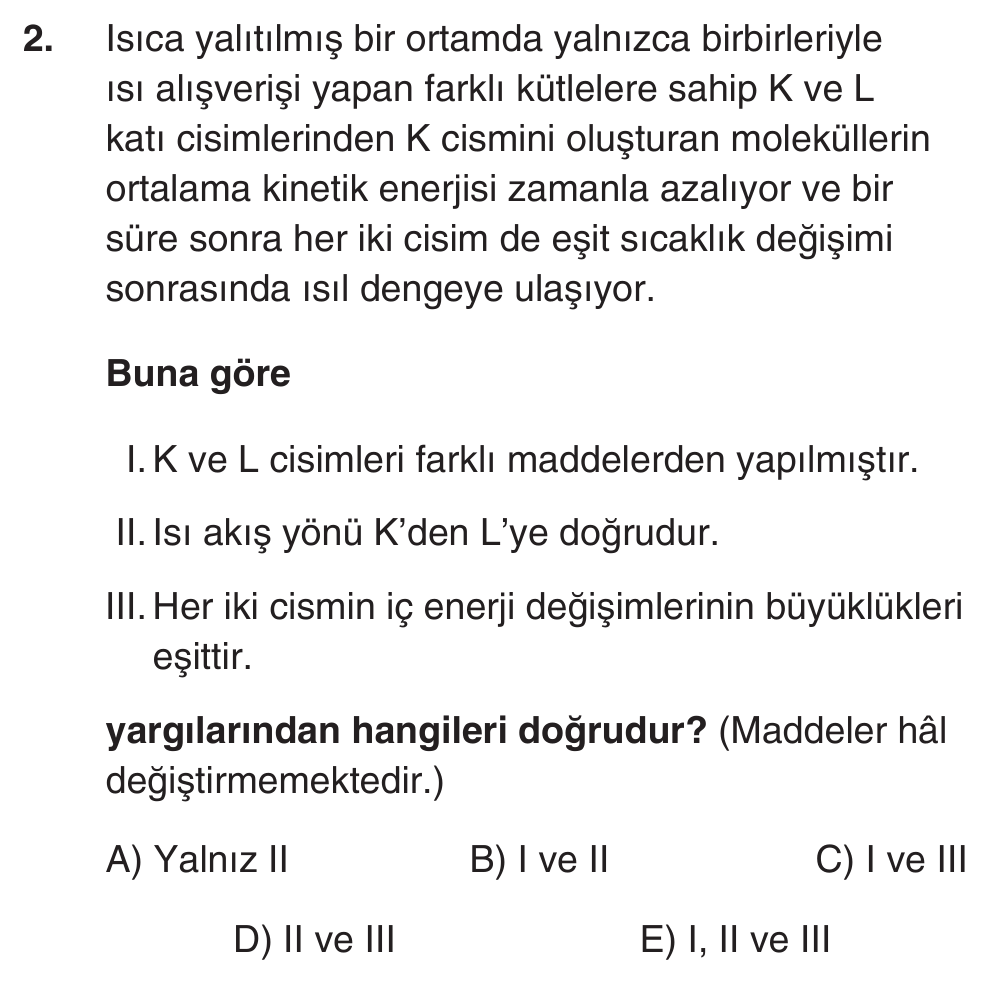 2. Isıca yalıtılmış bir ortamda yalnızca birbirleriyle
ısı alışverişi yapan farklı kütlelere sahip K ve L
katı cisimlerinden K cismini oluşturan moleküllerin
ortalama kinetik enerjisi zamanla azalıyor ve bir
süre sonra her iki cisim de eşit sıcaklık değişimi
sonrasında ısıl dengeye ulaşıyor.
Buna göre
I. K ve L cisimleri farklı maddelerden yapılmıştır.
II. Isı akış yönü K’den L’ye doğrudur.
III. Her iki cismin iç enerji değişimlerinin büyüklükleri
eşittir.
yargılarından hangileri doğrudur? (Maddeler hâl
değiştirmemektedir.)
A) Yalnız II B) I ve II C) I ve III
D) II ve III E) I, II ve III